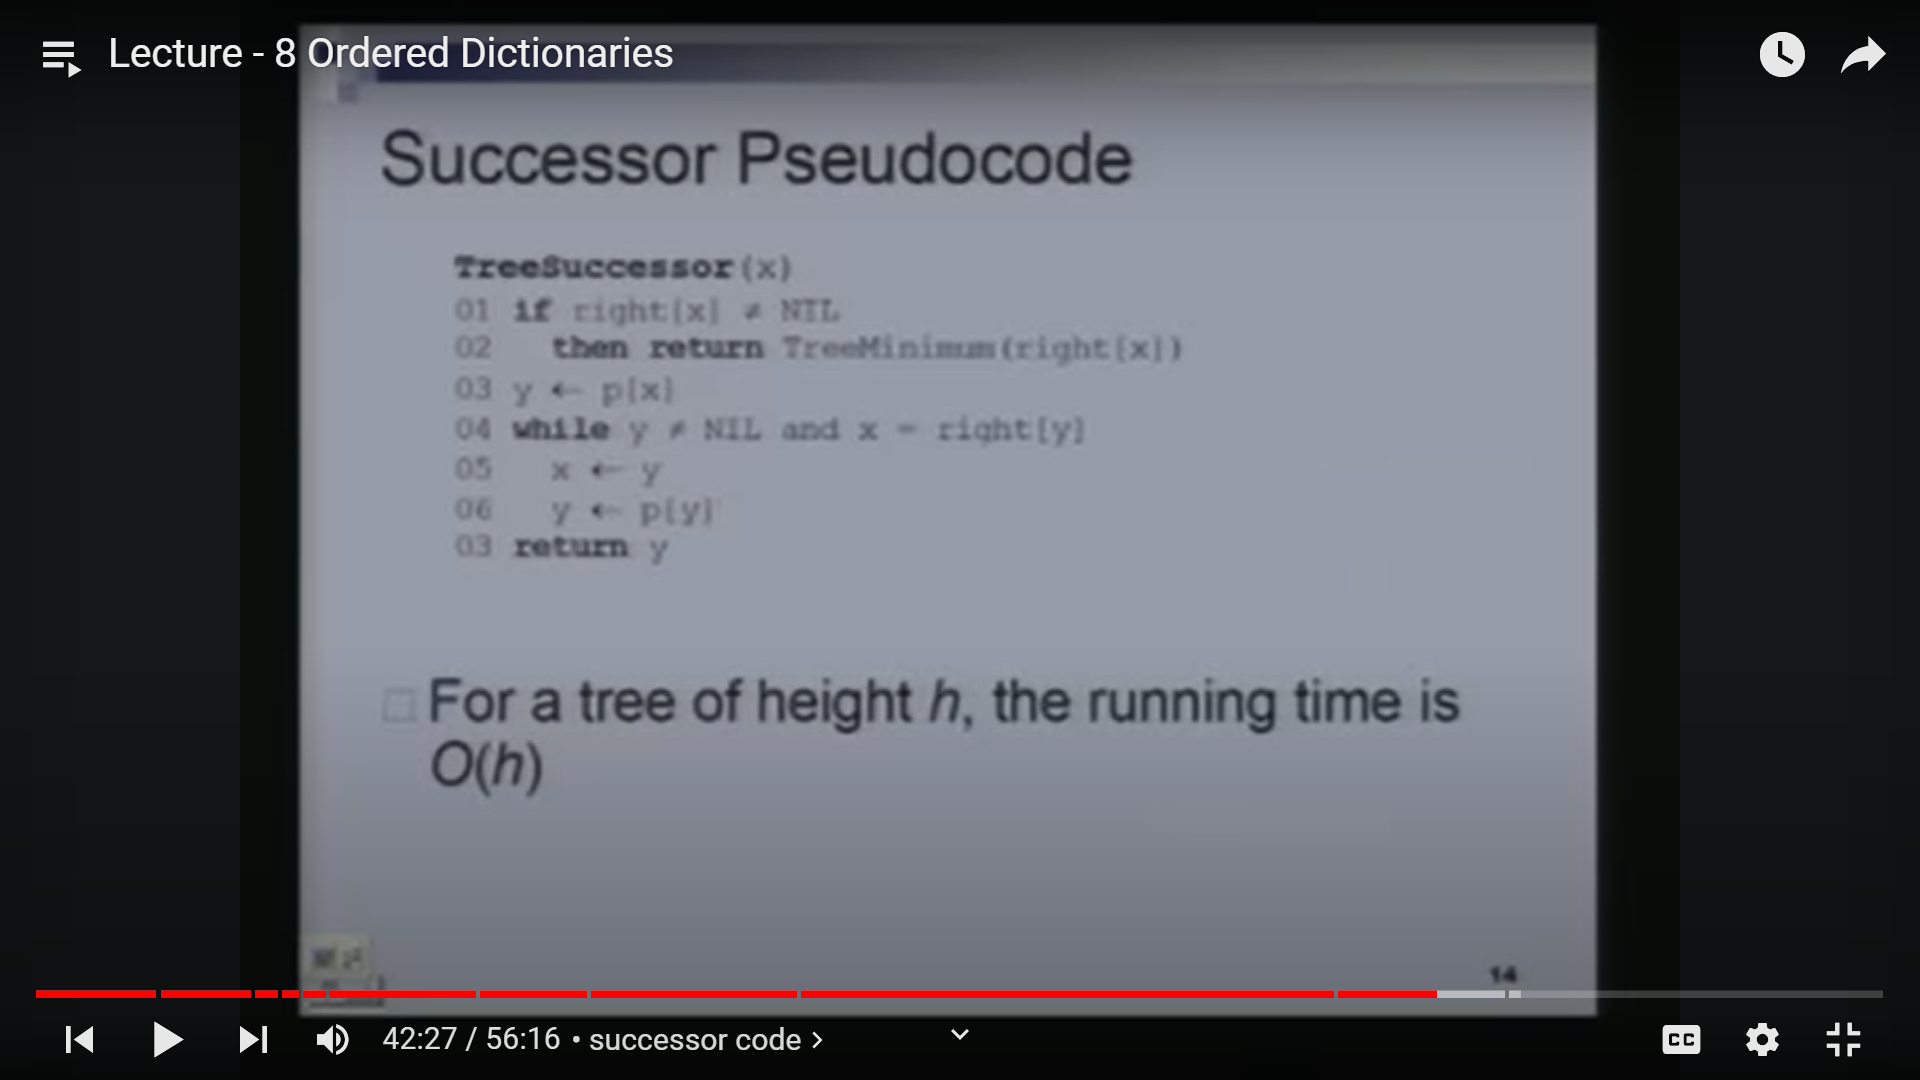 Lecture - 8 Ordered Dictionaries
Successor Pseudocode
TreeSuccessor(x)
01 if right[x] ≠ NIL
02 then return TreeMinimum(right[x])
03 y ← p[x]
04 while y ≠ NIL and x = right[y]
05 x ← y
06 y ← p[y]
03 return y
For a tree of height h, the running time is
O(h)
14
42:27 / 56:16 • successor code >
CC